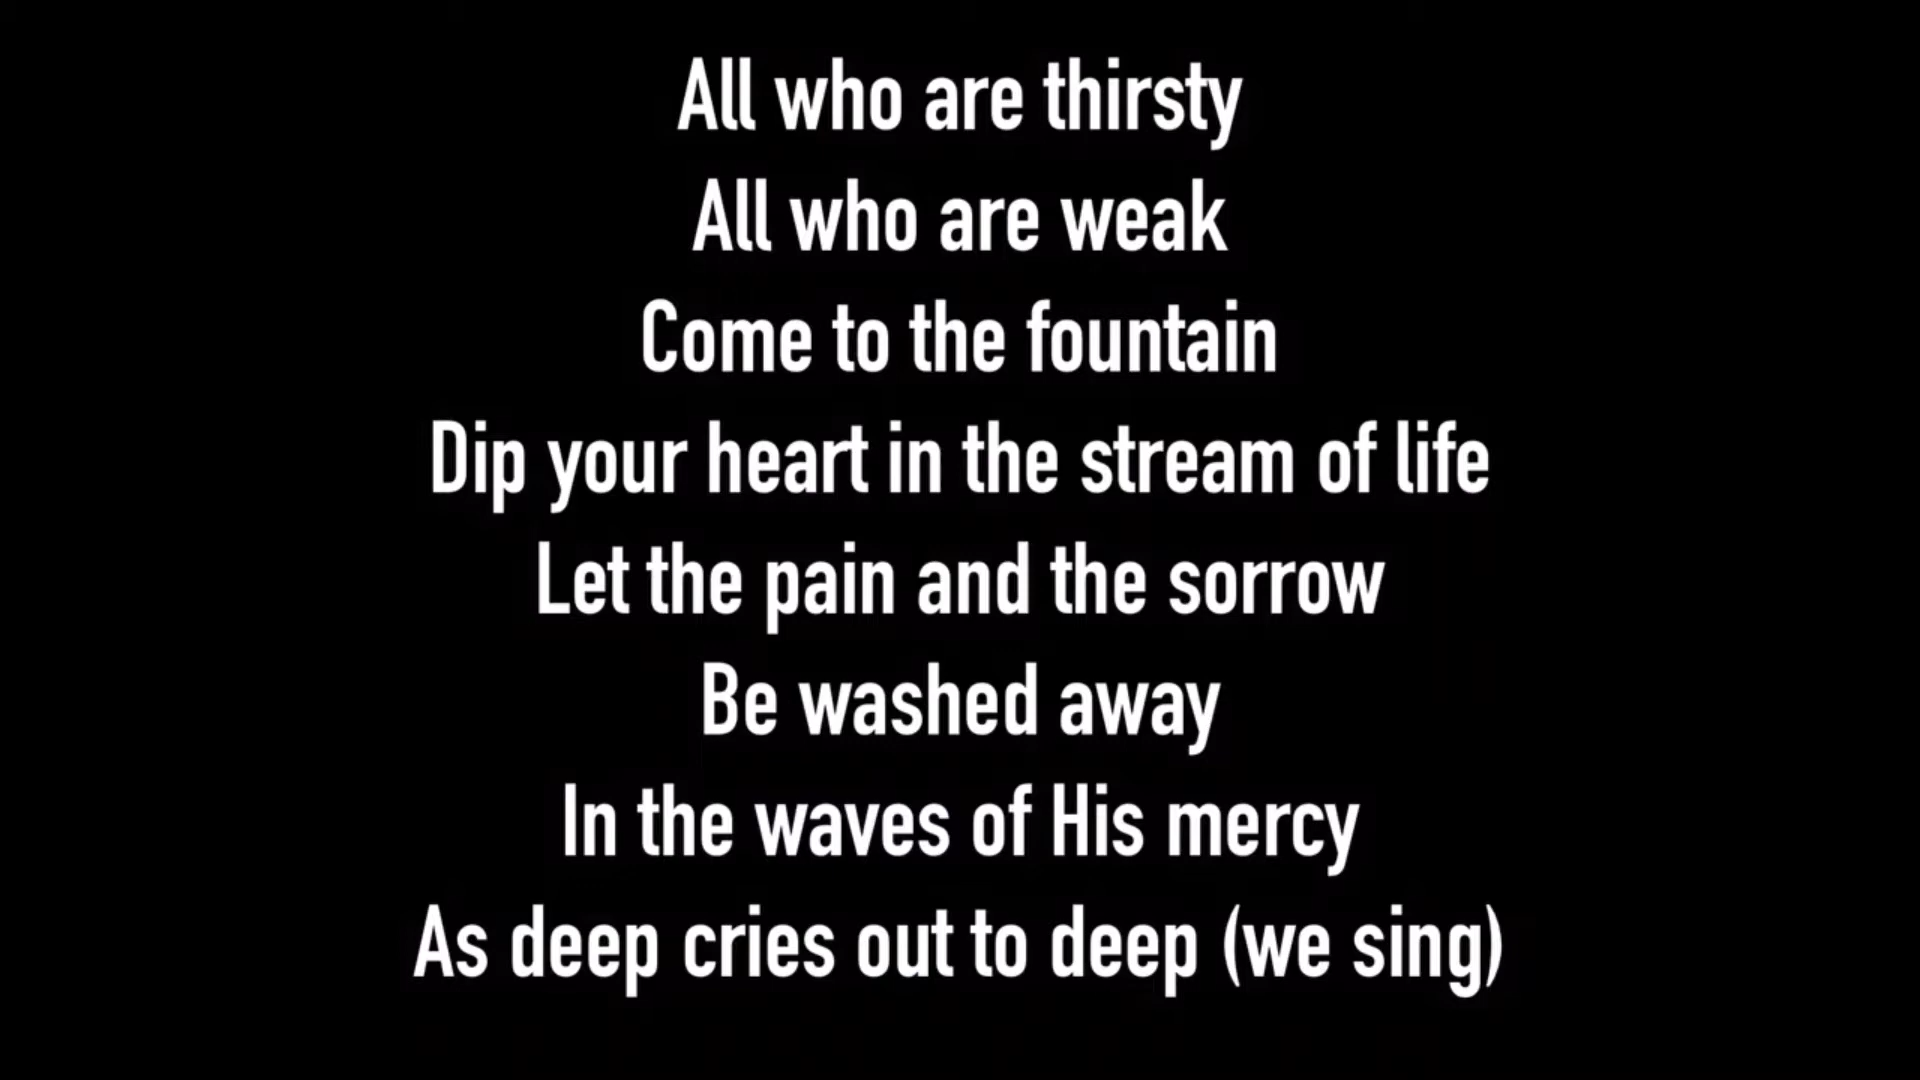 All who are thirsty
All who are weak
Come to the fountain
Dip your heart in the stream of life
Let the pain and the sorrow
Be washed away
In the waves of His mercy
As deep cries out to deep (we sing)